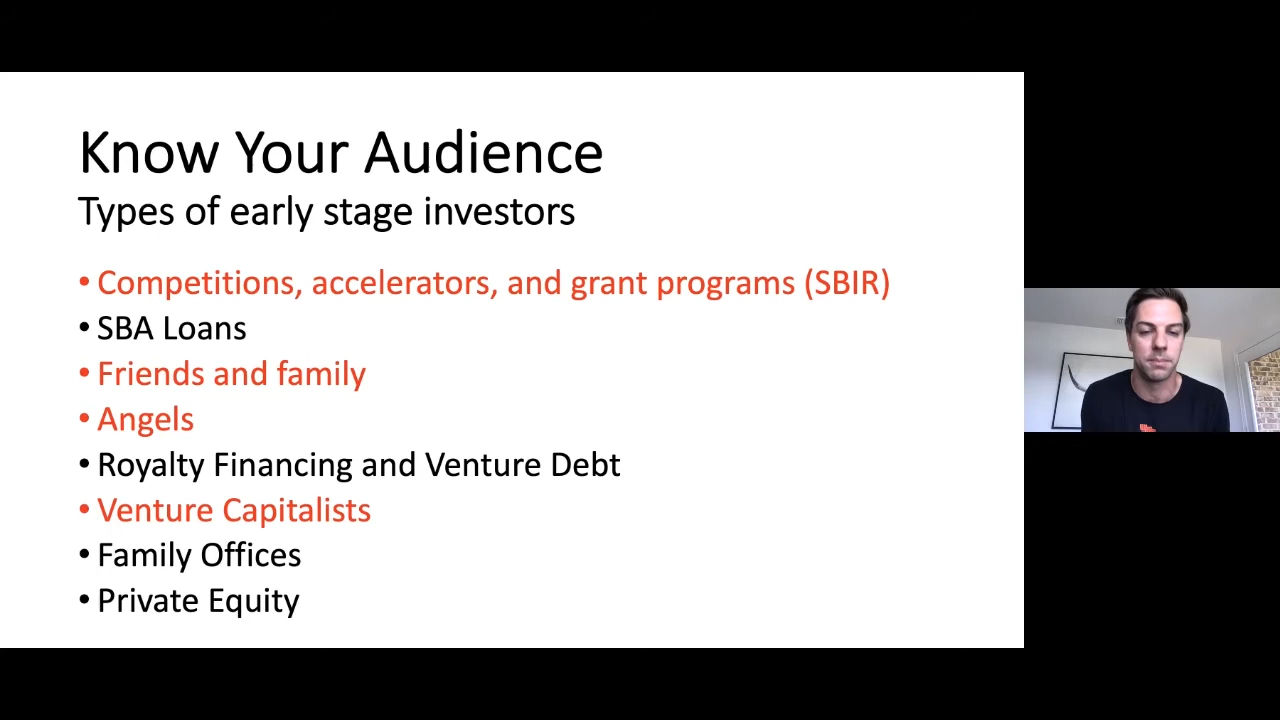 Know Your Audience
Types of early stage investors
• Competitions, accelerators, and grant programs (SBIR)
• SBA Loans
• Friends and family
• Angels
• Royalty Financing and Venture Debt
• Venture Capitalists
• Family Offices
• Private Equity